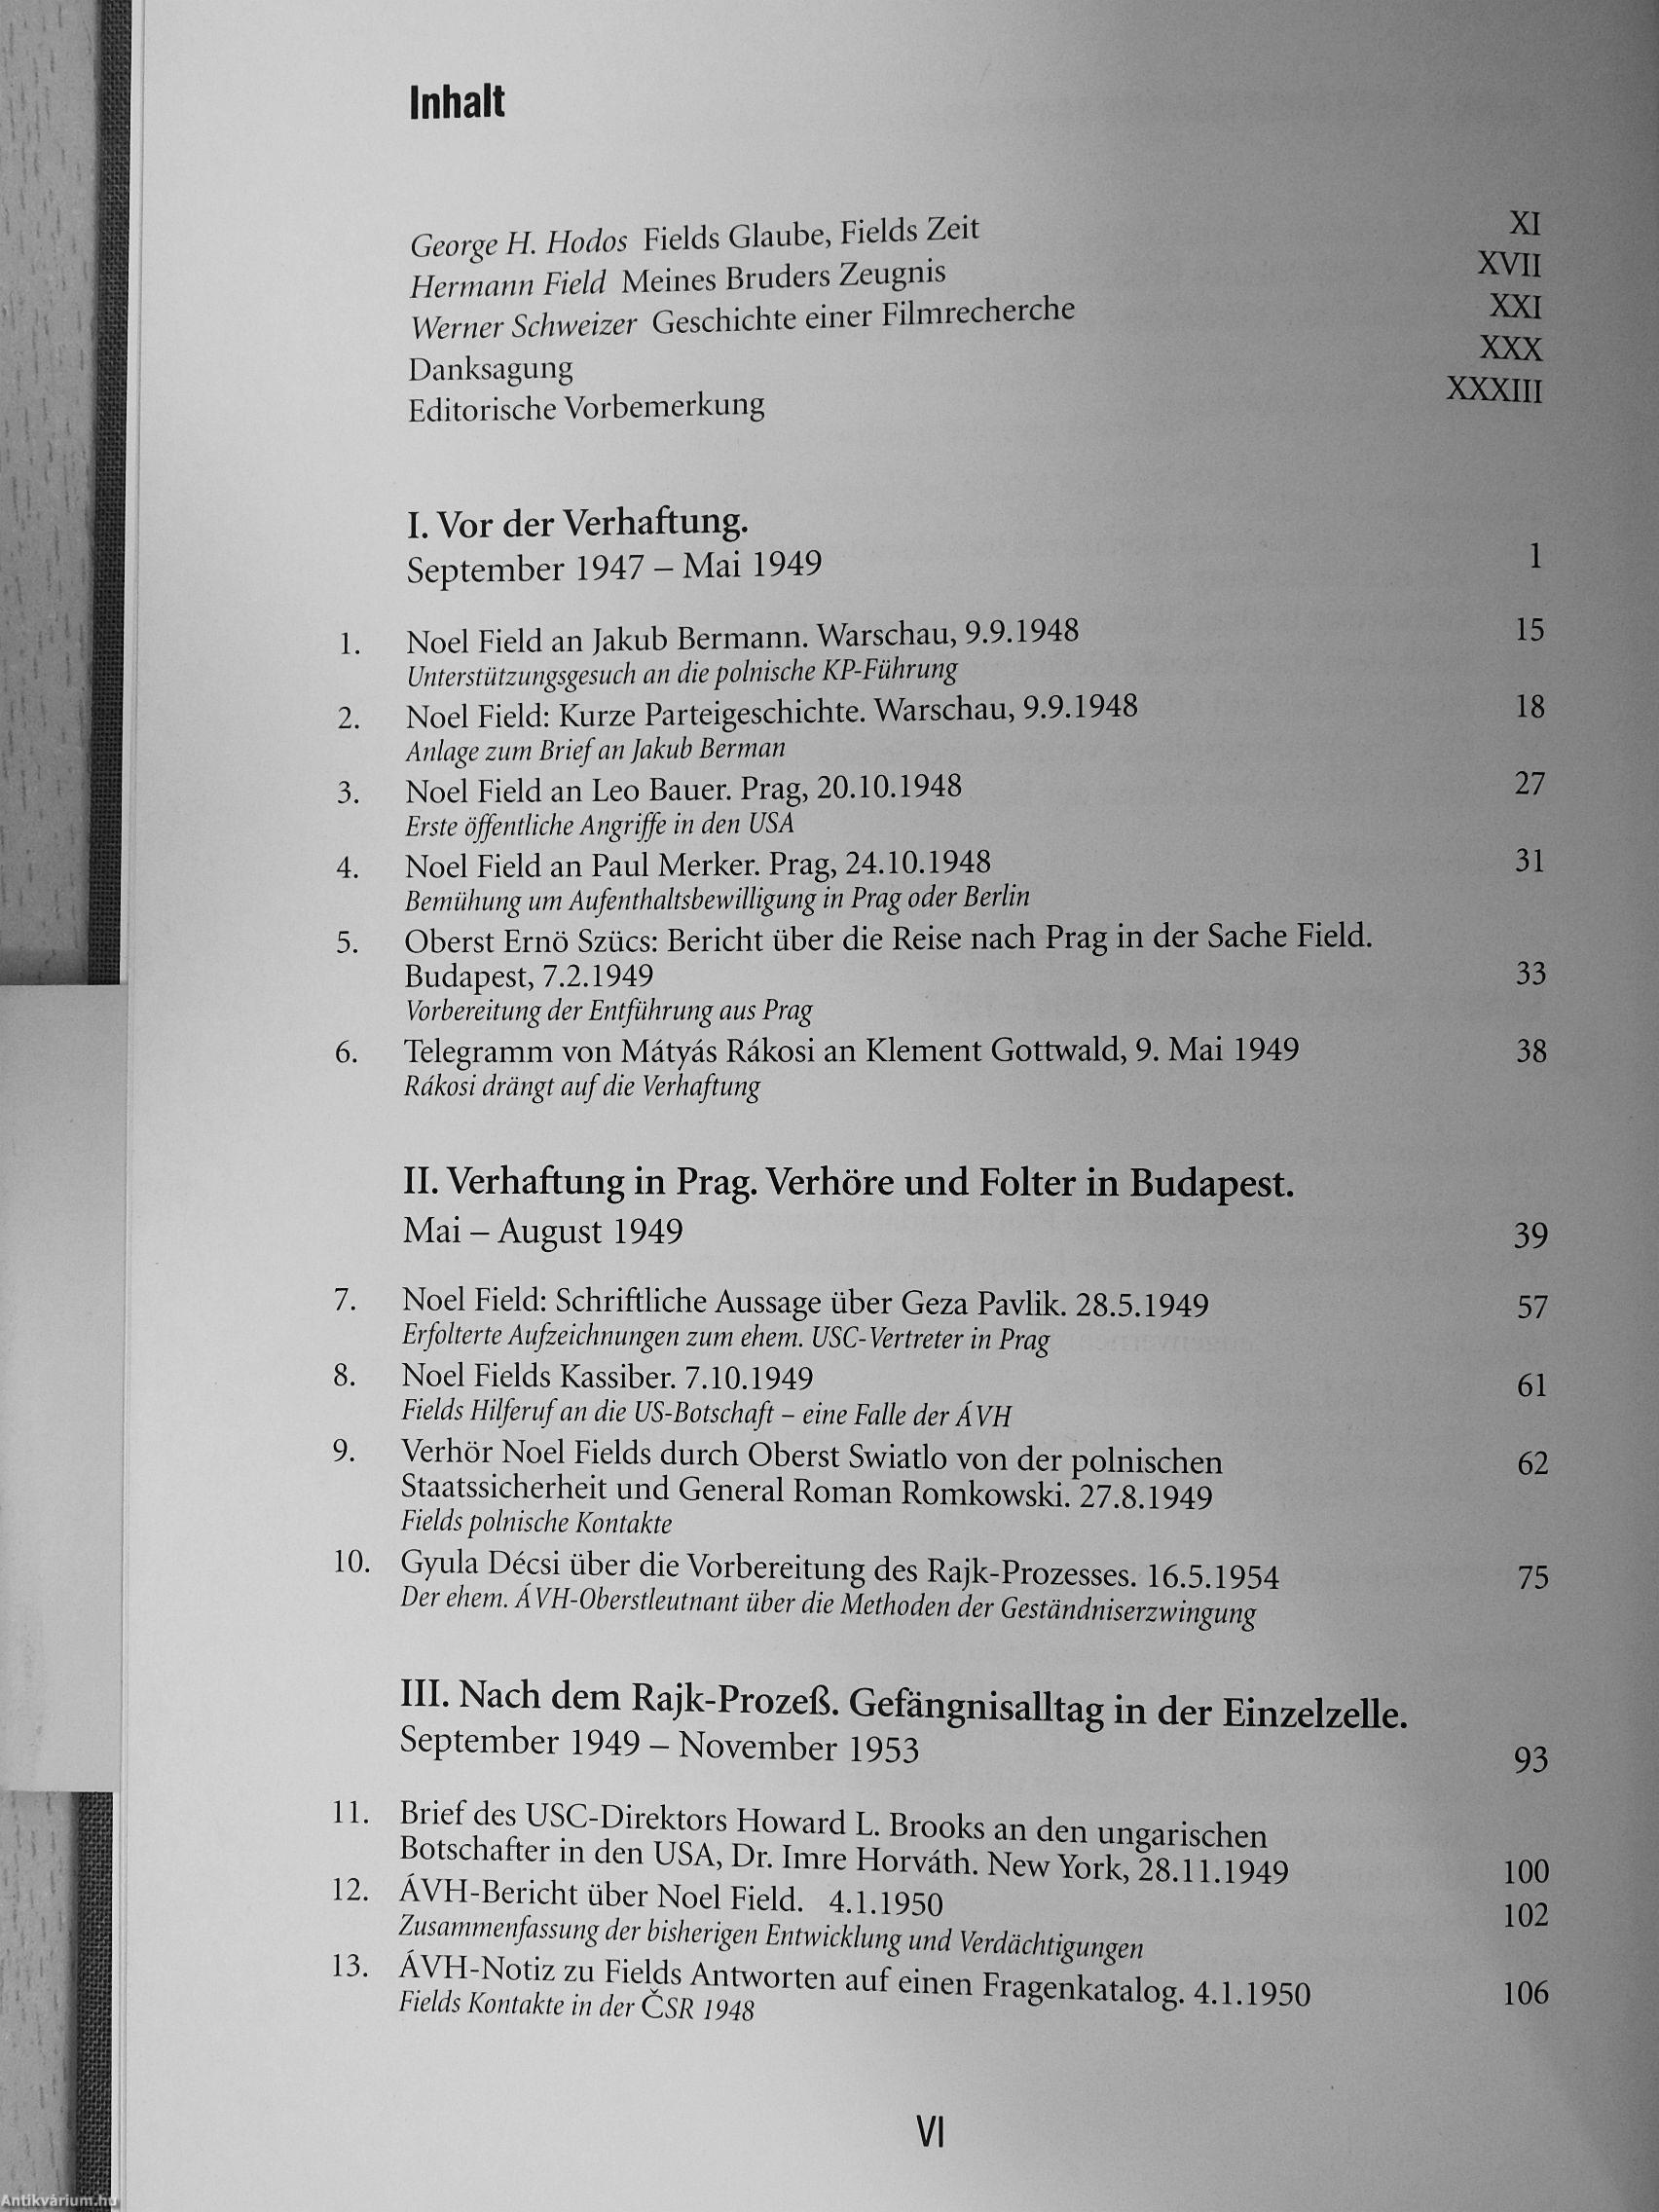 Inhalt
George H. Hodos Fields Glaube, Fields Zeit XI
Hermann Field Meines Bruders Zeugnis XVII
Werner Schweizer Geschichte einer Filmrecherche XXI
Danksagung XXX
Editorische Vorbemerkung XXXIII
I. Vor der Verhaftung.
September 1947 – Mai 1949 1
1. Noel Field an Jakub Bermann. Warschau, 9.9.1948 15
Unterstützungsgesuch an die polnische KP-Führung
2. Noel Field: Kurze Parteigeschichte. Warschau, 9.9.1948 18
Anlage zum Brief an Jakub Berman
3. Noel Field an Leo Bauer. Prag, 20.10.1948 27
Erste öffentliche Angriffe in den USA
4. Noel Field an Paul Merker. Prag, 24.10.1948 31
Bemühung um Aufenthaltsbewilligung in Prag oder Berlin
5. Oberst Ernö Szücs: Bericht über die Reise nach Prag in der Sache Field.
Budapest, 7.2.1949 33
Vorbereitung der Entführung aus Prag
6. Telegramm von Mátyás Rákosi an Klement Gottwald, 9. Mai 1949 38
Rákosi drängt auf die Verhaftung
II. Verhaftung in Prag. Verhöre und Folter in Budapest.
Mai – August 1949 39
7. Noel Field: Schriftliche Aussage über Geza Pavlik. 28.5.1949 57
Erfolterte Aufzeichnungen zum ehem. USC-Vertreter in Prag
8. Noel Fields Kassiber. 7.10.1949 61
Fields Hilferuf an die US-Botschaft – eine Falle der ÁVH
9. Verhör Noel Fields durch Oberst Swiatlo von der polnischen 62
Staatssicherheit und General Roman Romkowski. 27.8.1949
Fields polnische Kontakte
10. Gyula Décsi über die Vorbereitung des Rajk-Prozesses. 16.5.1954 75
Der ehem. ÁVH-Oberstleutnant über die Methoden der Geständniserzwingung
III. Nach dem Rajk-Prozeß. Gefängnisalltag in der Einzelzelle.
September 1949 – November 1953 93
11. Brief des USC-Direktors Howard L. Brooks an den ungarischen
Botschafter in den USA, Dr. Imre Horváth. New York, 28.11.1949 100
12. ÁVH-Bericht über Noel Field. 4.1.1950 102
Zusammenfassung der bisherigen Entwicklung und Verdächtigungen
13. ÁVH-Notiz zu Fields Antworten auf einen Fragenkatalog. 4.1.1950 106
Fields Kontakte in der ČSR 1948
VI
Antikvárium.hu